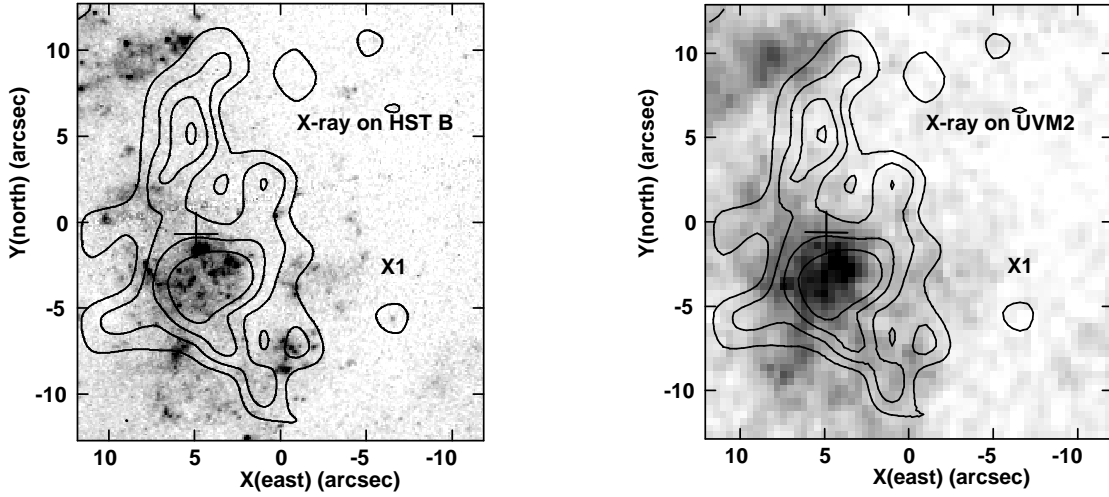 10
5
0
-5
-10
Y(north) (arcsec)
10 5 0 -5 -10
X(east) (arcsec)
X-ray on HST B
X1
10
5
0
-5
-10
Y(north) (arcsec)
10 5 0 -5 -10
X(east) (arcsec)
X-ray on UVM2
X1